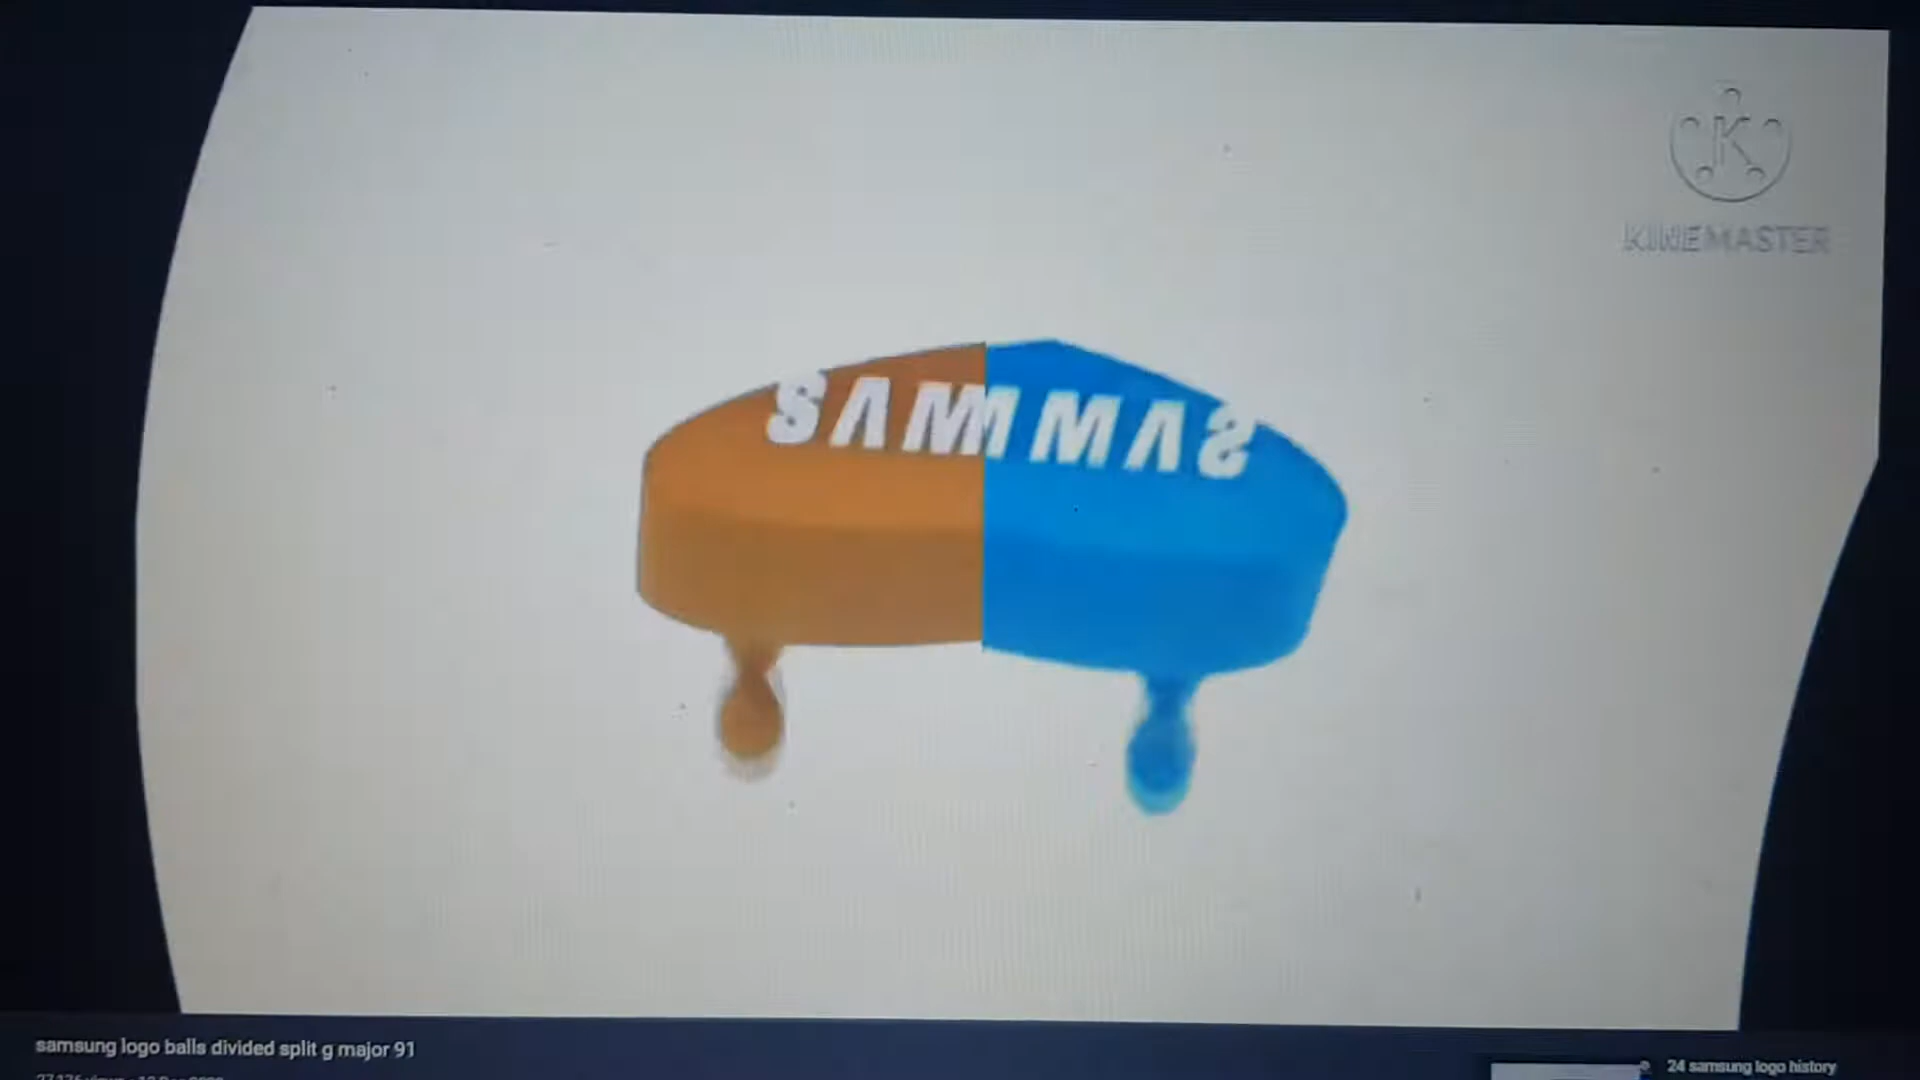 K
KINEMASTER
SAMMAS
samsung logo balls divided split g major 91
24 samsung logo history